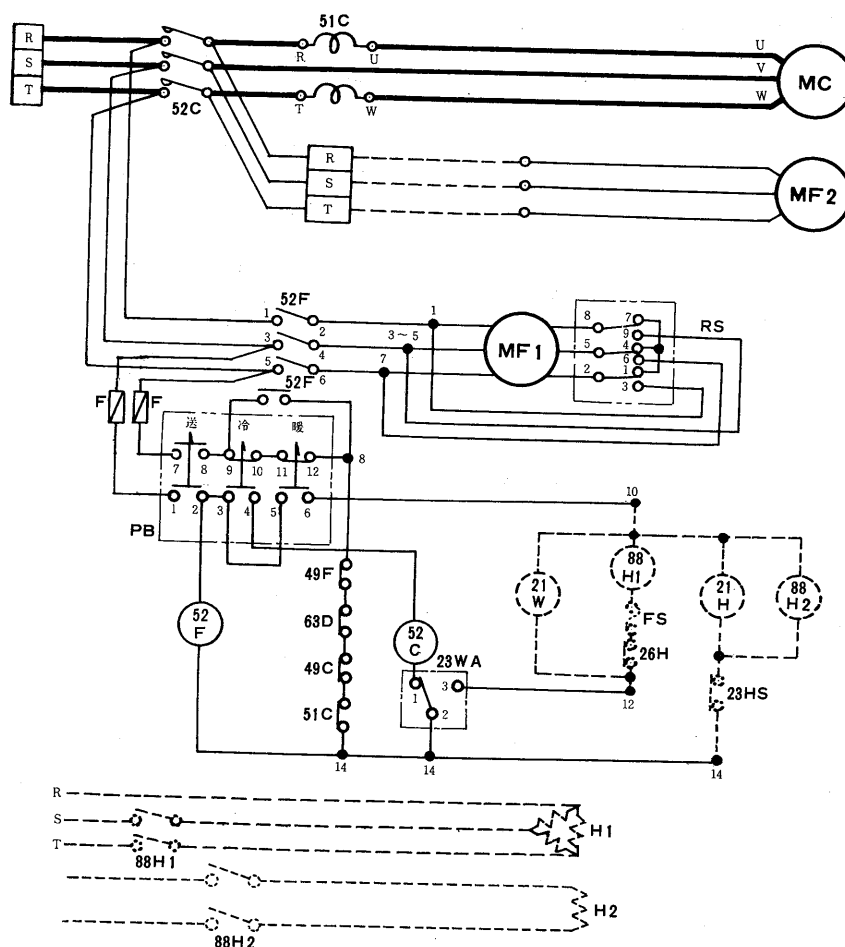 51C
R
S
T
R
U
T
W
52C
U
V
W
MC
R
S
T
MF2
52F
1
2
3
4
5
6
1
3~5
7
MF1
8
5
2
7
9
4
6
1
3
RS
52F
F
F
送
冷
暖
7
8
9
10
11
12
8
1
2
3
4
5
6
PB
10
49F
63D
49C
51C
52
F
52
C
23WA
1
3
2
21
W
88
H1
FS
26H
12
21
H
88
H2
23HS
14
14
14
R
S
T
88H1
H1
88H2
H2